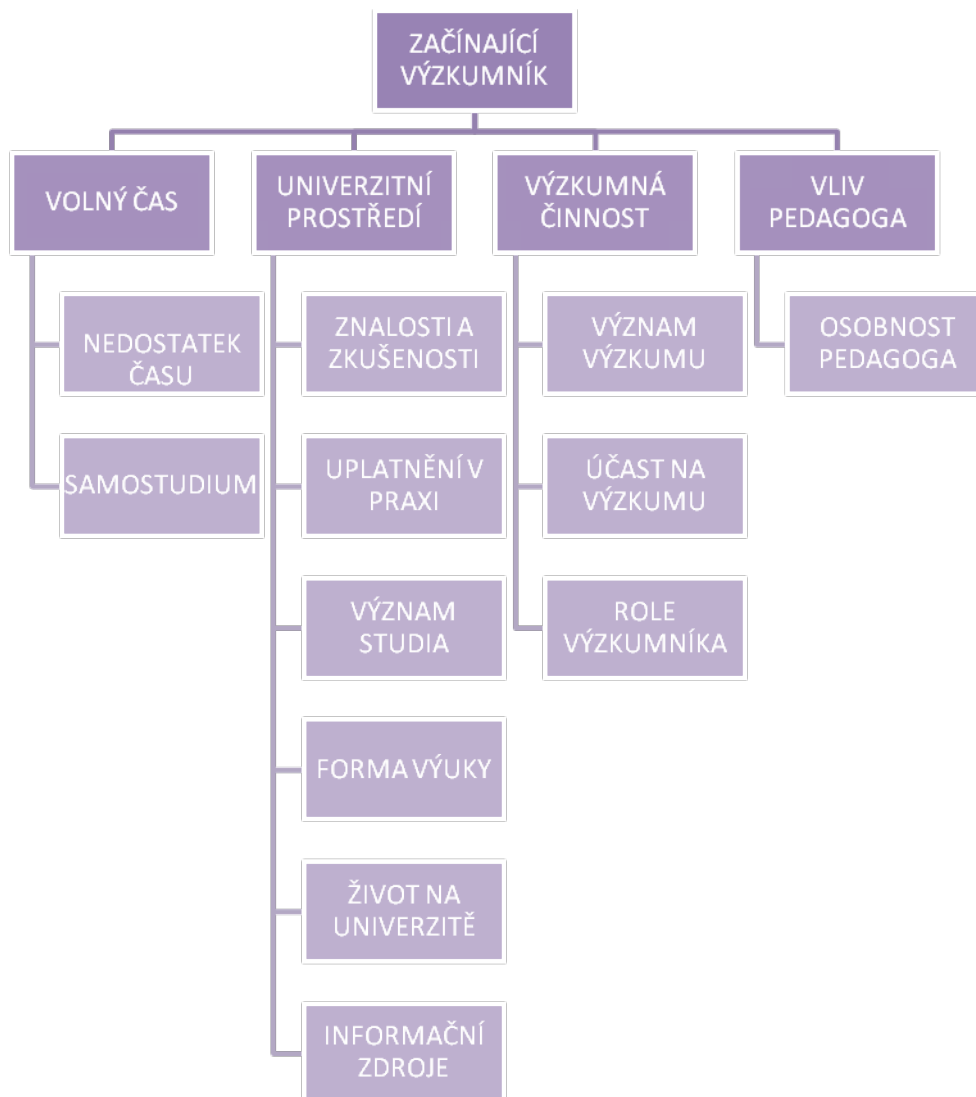 ZAČÍNAJÍCÍ
VÝZKUMNÍK
VOLNÝ ČAS
UNIVERZITNÍ
PROSTŘEDÍ
VÝZKUMNÁ
ČINNOST
VLIV
PEDAGOGA
NEDOSTATEK
ČASU
SAMOSTUDIUM
ZNALOSTI A
ZKUŠENOSTI
UPLATNĚNÍ V
PRAXI
VÝZNAM
STUDIA
FORMA VÝUKY
ŽIVOT NA
UNIVERZITĚ
INFORMAČNÍ
ZDROJE
VÝZNAM
VÝZKUMU
ÚČAST NA
VÝZKUMU
ROLE
VÝZKUMNÍKA
OSOBNOST
PEDAGOGA